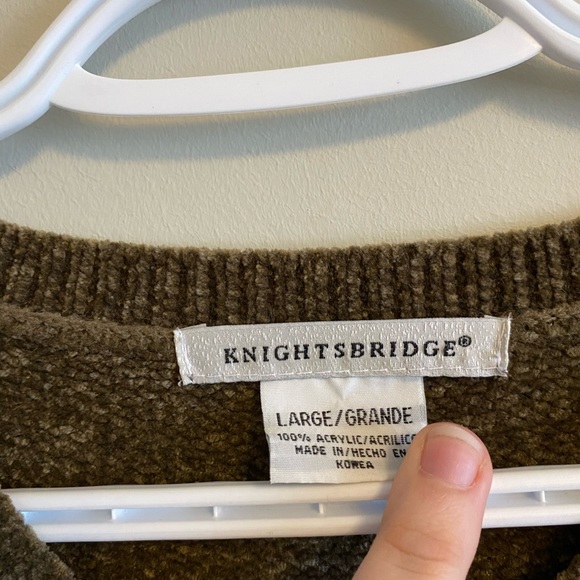 KNIGHTSBRIDGE®
LARGE/GRANDE
100% ACRYLIC/ACRILICO
MADE IN/HECHO EN
KOREA